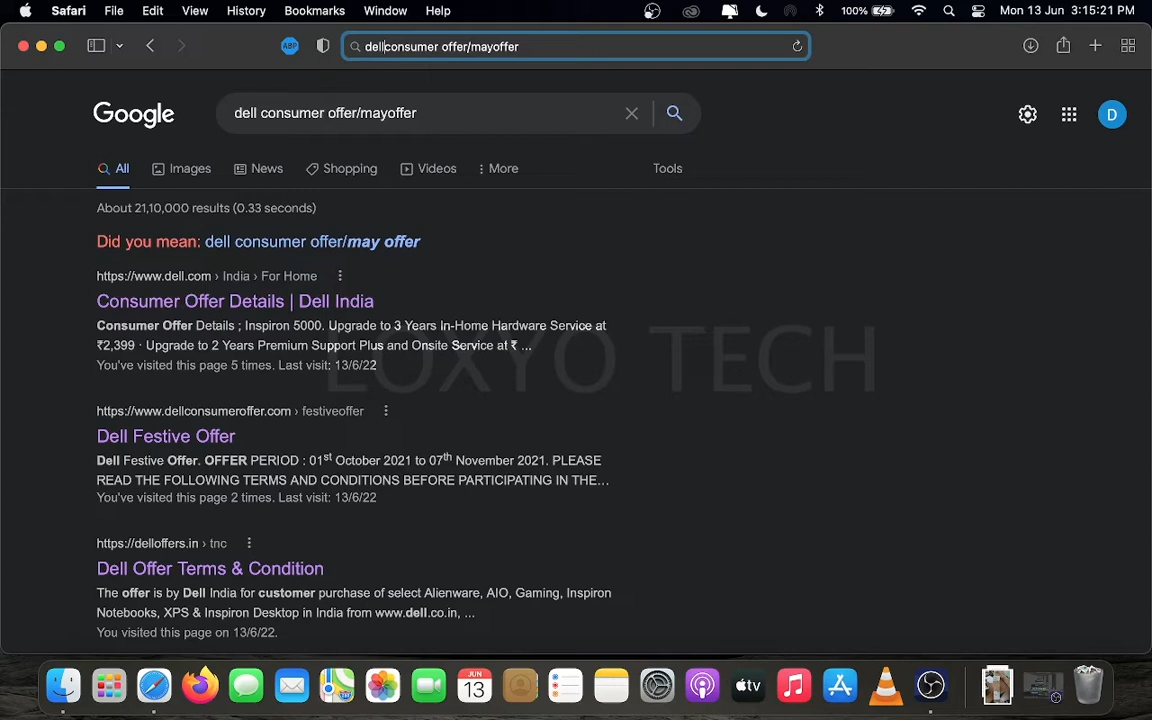 Safari File Edit View History Bookmarks Window Help 100% Mon 13 Jun 3:15:21 PM
ABP dellconsumer offer/mayoffer
Google dell consumer offer/mayoffer D
All Images News Shopping Videos More Tools
About 21,10,000 results (0.33 seconds)
Did you mean: dell consumer offer/may offer
https://www.dell.com › India › For Home
Consumer Offer Details | Dell India
Consumer Offer Details ; Inspiron 5000. Upgrade to 3 Years In-Home Hardware Service at
₹2,399 · Upgrade to 2 Years Premium Support Plus and Onsite Service at ₹ ...
You've visited this page 5 times. Last visit: 13/6/22
LOXYO TECH
https://www.dellconsumeroffer.com › festiveoffer
Dell Festive Offer
Dell Festive Offer. OFFER PERIOD : 01st October 2021 to 07th November 2021. PLEASE
READ THE FOLLOWING TERMS AND CONDITIONS BEFORE PARTICIPATING IN THE...
You've visited this page 2 times. Last visit: 13/6/22
https://delloffers.in › tnc
Dell Offer Terms & Condition
The offer is by Dell India for customer purchase of select Alienware, AIO, Gaming, Inspiron
Notebooks, XPS & Inspiron Desktop in India from www.dell.co.in, ...
You visited this page on 13/6/22.
JUN
13
tv